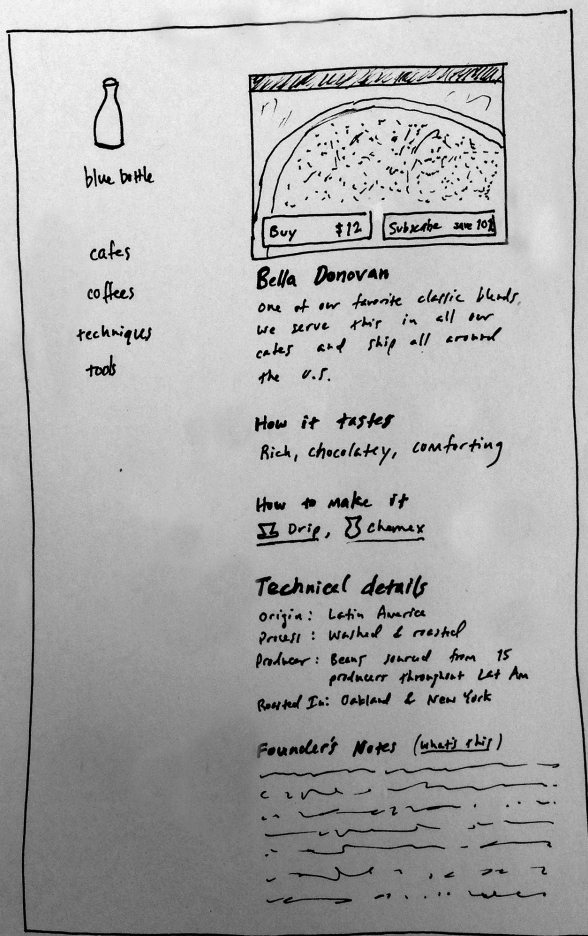 blue bottle
cafes
coffees
techniques
tools
Buy $12
Subscribe save 10%
Bella Donovan
One of our favorite classic blends,
we serve this in all our
cafes and ship all around
the U.S.
How it tastes
Rich, chocolatey, comforting
How to make it
Drip, Chemex
Technical details
Origin: Latin America
Process: Washed & roasted
Producer: Beans sourced from 15
producers throughout Lat Am
Roasted In: Oakland & New York
Founder's Notes (what's this)